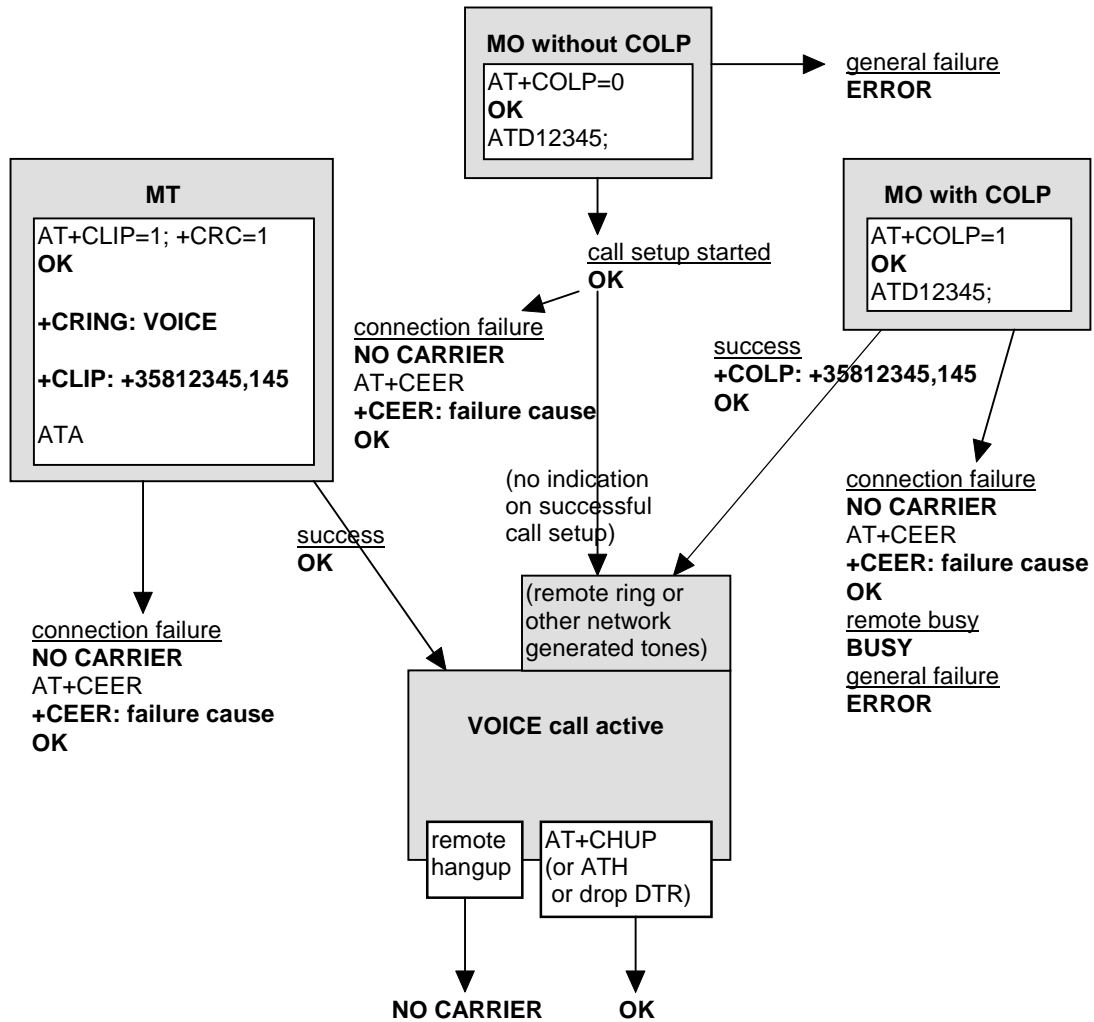 MO without COLP
AT+COLP=0
OK
ATD12345;
general failure
ERROR
MT
AT+CLIP=1; +CRC=1
OK
+CRING: VOICE
+CLIP: +35812345,145
ATA
MO with COLP
AT+COLP=1
OK
ATD12345;
call setup started
OK
connection failure
NO CARRIER
AT+CEER
+CEER: failure cause
OK
success
+COLP: +35812345,145
OK
(no indication
on successful
call setup)
connection failure
NO CARRIER
AT+CEER
+CEER: failure cause
OK
remote busy
BUSY
general failure
ERROR
success
OK
connection failure
NO CARRIER
AT+CEER
+CEER: failure cause
OK
(remote ring or
other network
generated tones)
VOICE call active
remote
hangup
AT+CHUP
(or ATH
or drop DTR)
NO CARRIER
OK